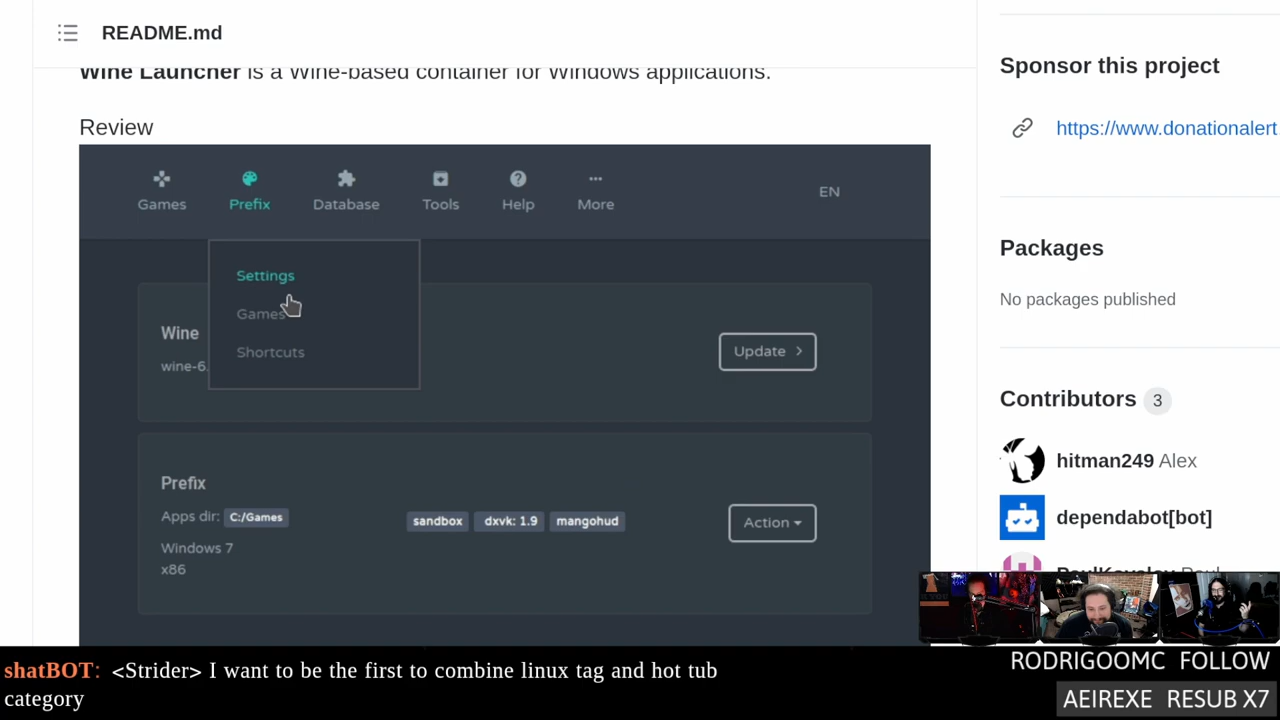 README.md
Wine Launcher is a Wine-based container for Windows applications.
Review
Games
Prefix
Database
Tools
Help
More
EN
Settings
Games
Shortcuts
Wine
wine-6.
Update
Prefix
Apps dir: C:/Games
sandbox dxvk: 1.9 mangohud
Action
Windows 7
x86
Sponsor this project
https://www.donationalert
Packages
No packages published
Contributors 3
hitman249 Alex
dependabot[bot]
PaulKovalov Paul
shatBOT: <Strider> I want to be the first to combine linux tag and hot tub
category
RODRIGOOMC FOLLOW
AEIREXE RESUB X7